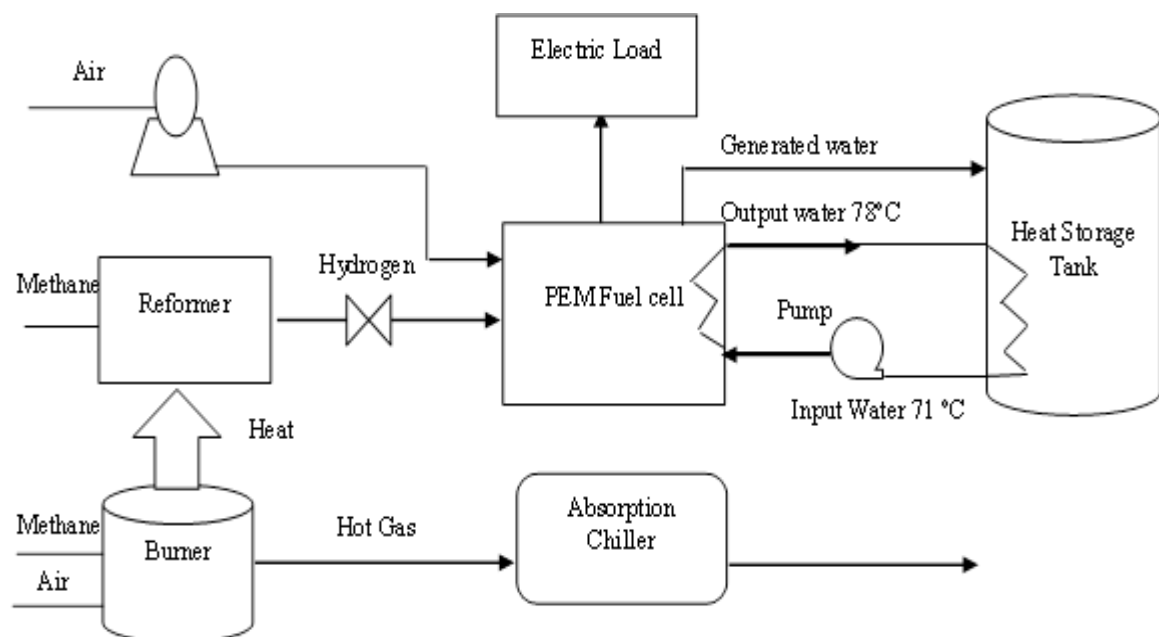 Electric Load
Air
Generated water
Output water 78°C
Heat Storage
Tank
Hydrogen
Methane
Reformer
PEM Fuel cell
Pump
Input Water 71 °C
Heat
Methane
Burner
Air
Hot Gas
Absorption
Chiller